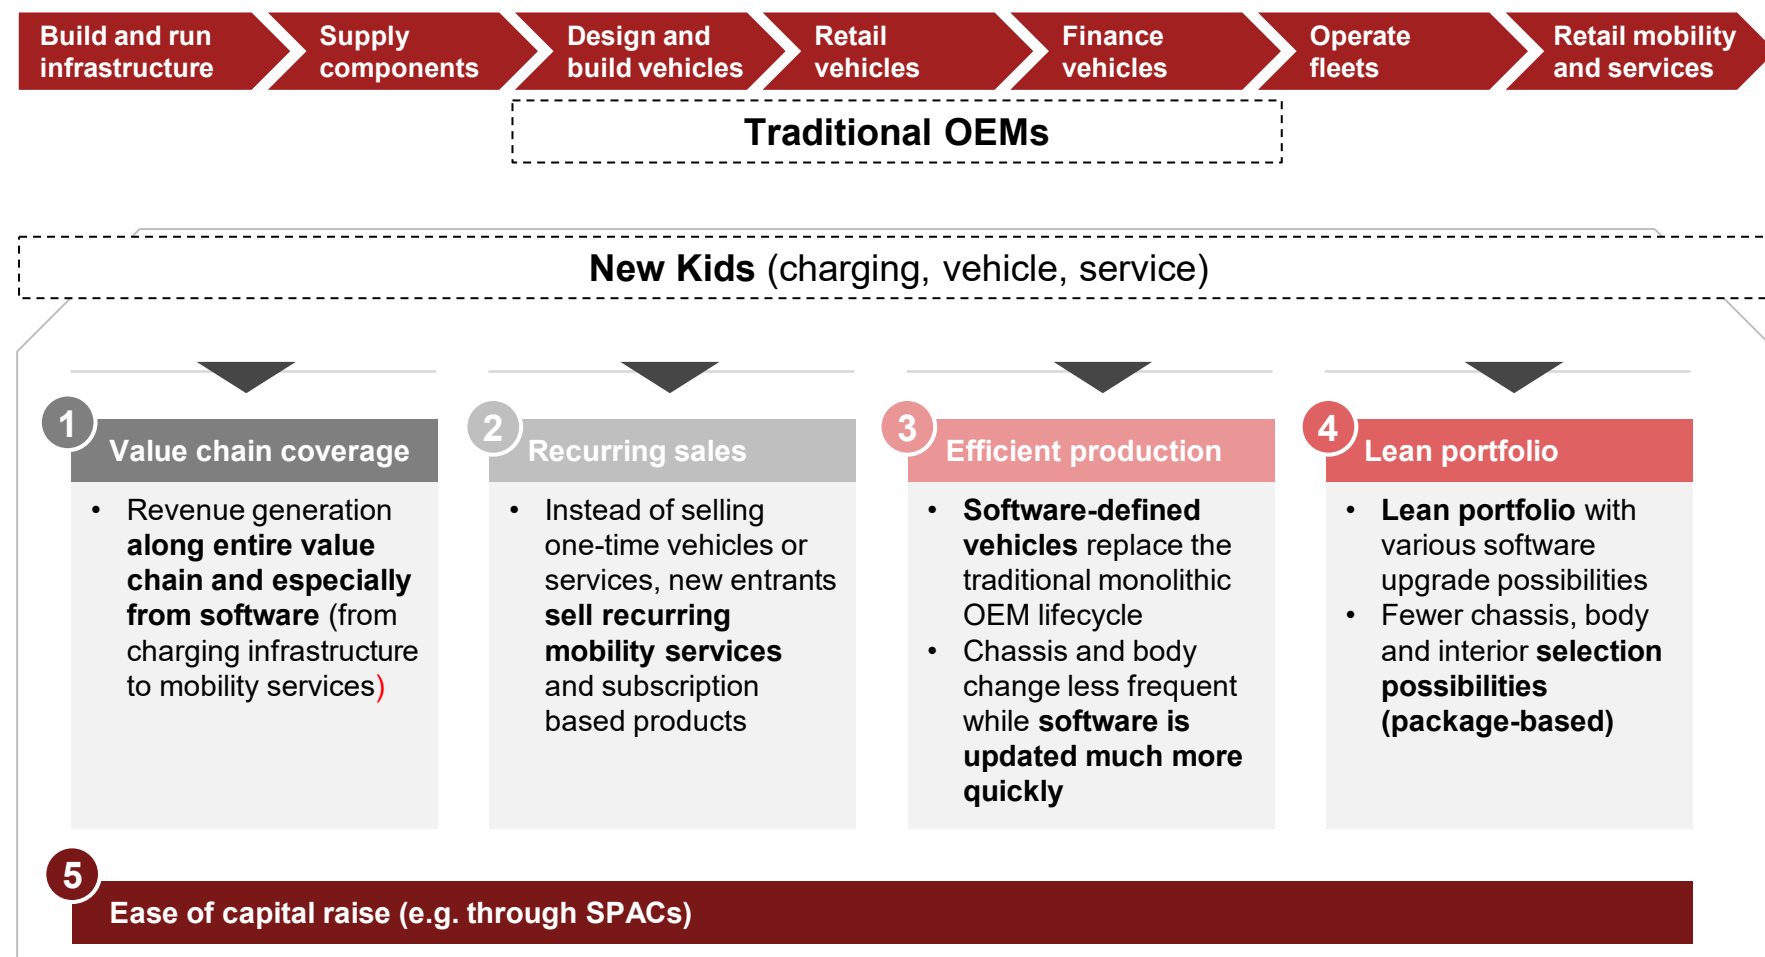 Build and run
infrastructure
Supply
components
Design and
build vehicles
Retail
vehicles
Finance
vehicles
Operate
fleets
Retail mobility
and services
Traditional OEMs
New Kids (charging, vehicle, service)
1
Value chain coverage
• Revenue generation
along entire value
chain and especially
from software (from
charging infrastructure
to mobility services)
2
Recurring sales
• Instead of selling
one-time vehicles or
services, new entrants
sell recurring
mobility services
and subscription
based products
3
Efficient production
• Software-defined
vehicles replace the
traditional monolithic
OEM lifecycle
• Chassis and body
change less frequent
while software is
updated much more
quickly
4
Lean portfolio
• Lean portfolio with
various software
upgrade possibilities
• Fewer chassis, body
and interior selection
possibilities
(package-based)
5
Ease of capital raise (e.g. through SPACs)